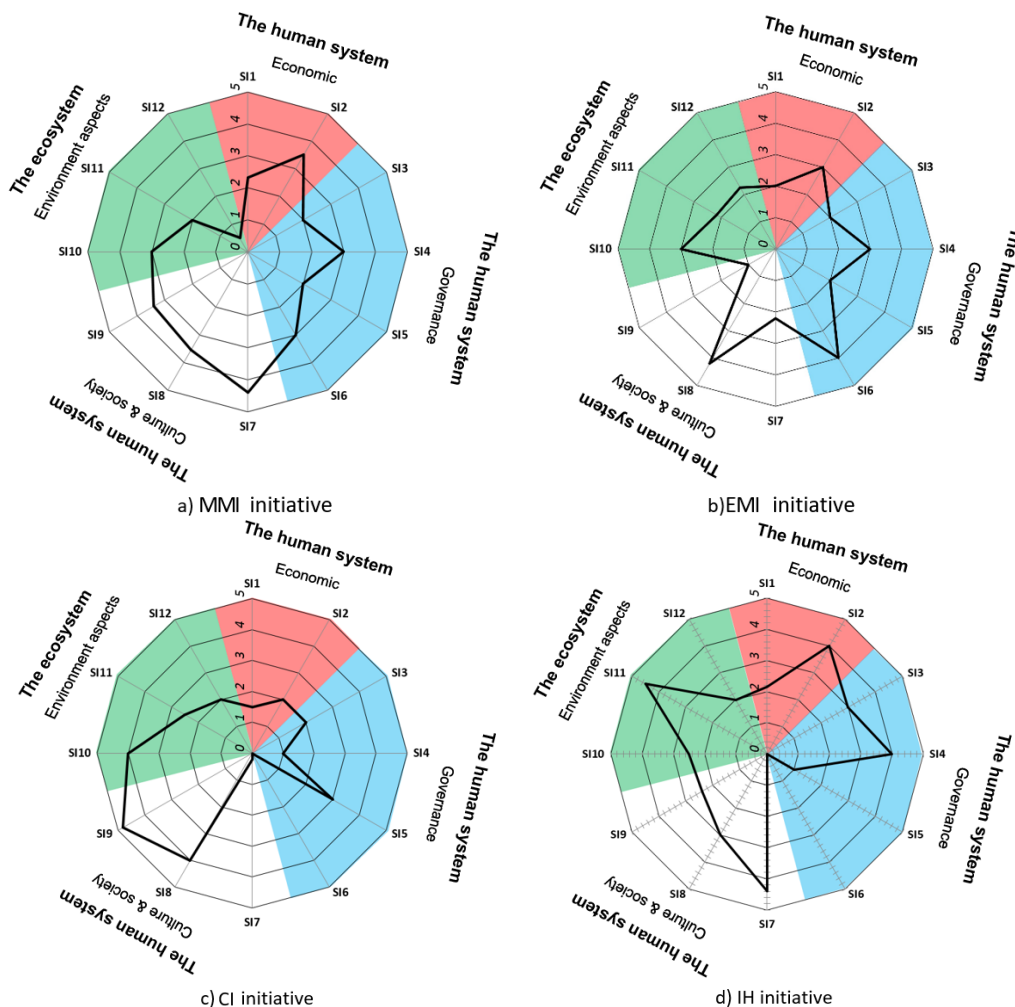 The human system
Economic
SI1
SI2
SI3
SI4
SI5
SI6
SI7
SI8
SI9
SI10
SI11
SI12
5
4
3
2
1
0
The ecosystem
Environment aspects
The human system
Governance
Culture & society
The human system
a) MMI initiative
The human system
Economic
SI1
SI2
SI3
SI4
SI5
SI6
SI7
SI8
SI9
SI10
SI11
SI12
5
4
3
2
1
0
The ecosystem
Environment aspects
The human system
Governance
Culture & society
The human system
b)EMI initiative
The human system
Economic
SI1
SI2
SI3
SI4
SI5
SI6
SI7
SI8
SI9
SI10
SI11
SI12
5
4
3
2
1
0
The ecosystem
Environment aspects
The human system
Governance
Culture & society
The human system
c) CI initiative
The human system
Economic
SI1
SI2
SI3
SI4
SI5
SI6
SI7
SI8
SI9
SI10
SI11
SI12
5
4
3
2
1
0
The ecosystem
Environment aspects
The human system
Governance
Culture & society
The human system
d) IH initiative